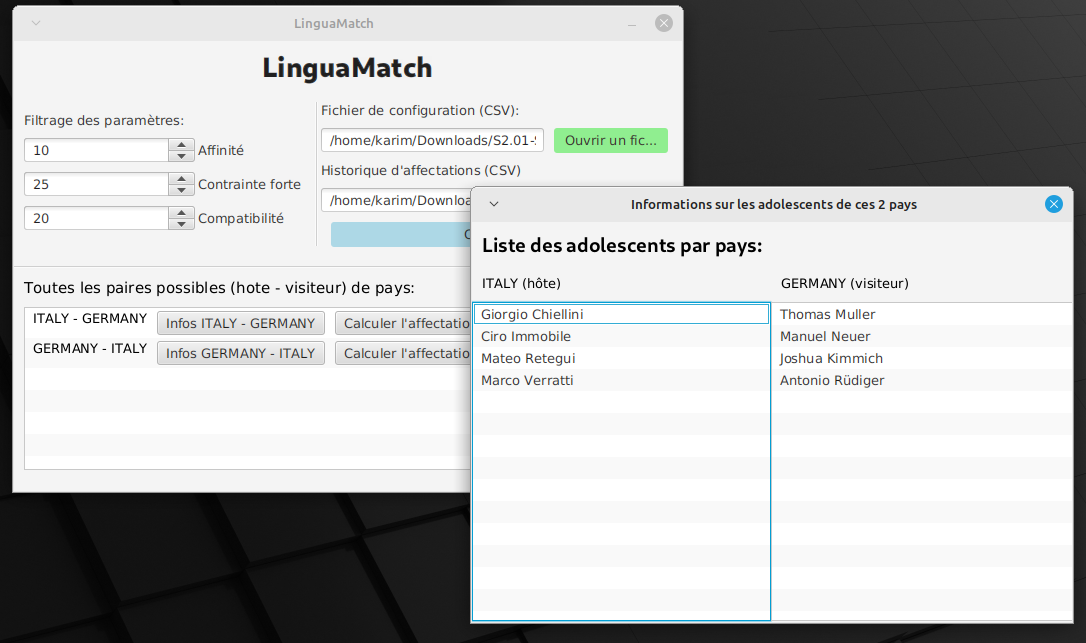 LinguaMatch
LinguaMatch
Filtrage des paramètres:
10 Affinité
25 Contrainte forte
20 Compatibilité
Fichier de configuration (CSV):
/home/karim/Downloads/S2.01- Ouvrir un fic...
Historique d'affectations (CSV)
/home/karim/Downloa
Toutes les paires possibles (hote - visiteur) de pays:
ITALY - GERMANY Infos ITALY - GERMANY Calculer l'affectatio
GERMANY - ITALY Infos GERMANY - ITALY Calculer l'affectatio
Informations sur les adolescents de ces 2 pays
Liste des adolescents par pays:
ITALY (hôte) GERMANY (visiteur)
Giorgio Chiellini Thomas Muller
Ciro Immobile Manuel Neuer
Mateo Retegui Joshua Kimmich
Marco Verratti Antonio Rüdiger